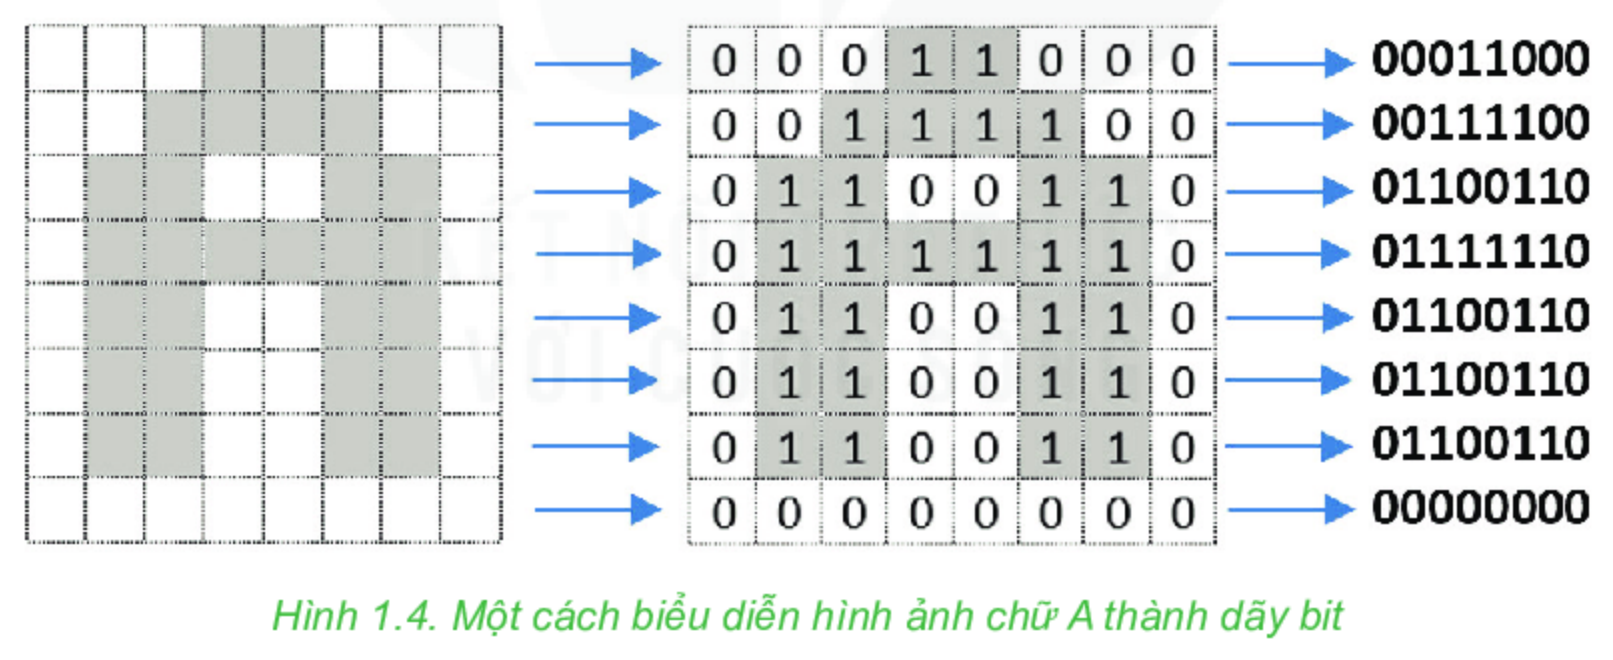 0 0 0 1 1 0 0 0 00011000
0 0 1 1 1 1 0 0 00111100
0 1 1 0 0 1 1 0 01100110
0 1 1 1 1 1 1 0 01111110
0 1 1 0 0 1 1 0 01100110
0 1 1 0 0 1 1 0 01100110
0 1 1 0 0 1 1 0 01100110
0 0 0 0 0 0 0 0 00000000
Hình 1.4. Một cách biểu diễn hình ảnh chữ A thành dãy bit